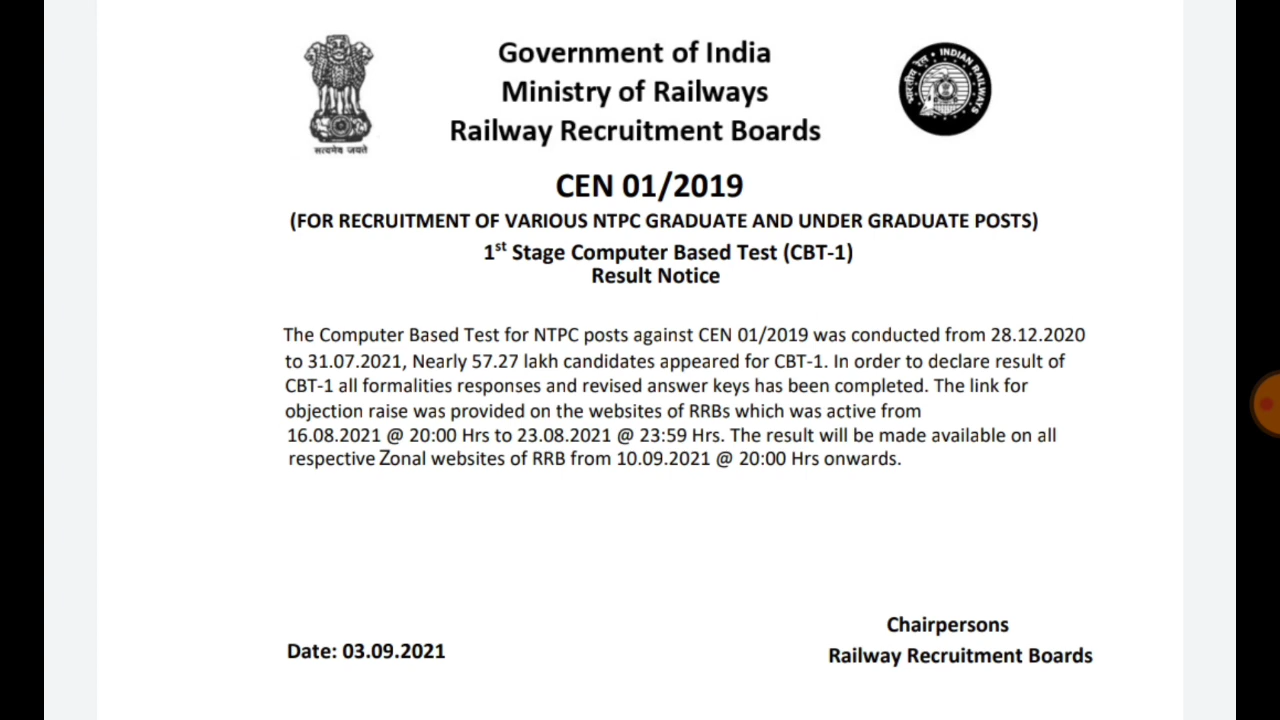 Government of India
Ministry of Railways
Railway Recruitment Boards
सत्यमेव जयते
भारतीय रेल * INDIAN RAILWAYS
CEN 01/2019
(FOR RECRUITMENT OF VARIOUS NTPC GRADUATE AND UNDER GRADUATE POSTS)
1st Stage Computer Based Test (CBT-1)
Result Notice
The Computer Based Test for NTPC posts against CEN 01/2019 was conducted from 28.12.2020
to 31.07.2021, Nearly 57.27 lakh candidates appeared for CBT-1. In order to declare result of
CBT-1 all formalities responses and revised answer keys has been completed. The link for
objection raise was provided on the websites of RRBs which was active from
16.08.2021 @ 20:00 Hrs to 23.08.2021 @ 23:59 Hrs. The result will be made available on all
respective Zonal websites of RRB from 10.09.2021 @ 20:00 Hrs onwards.
Chairpersons
Date: 03.09.2021
Railway Recruitment Boards